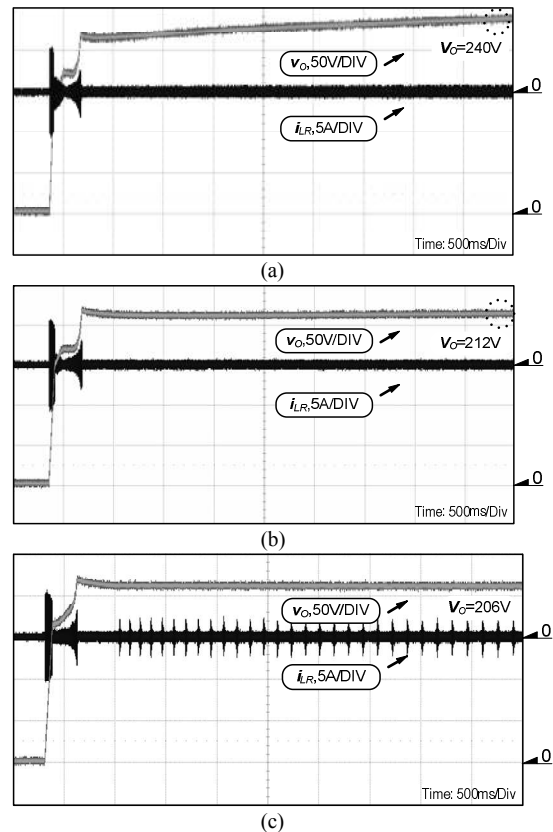 vO,50V/DIV
VO=240V
0
iLR,5A/DIV
0
Time: 500ms/Div
(a)
vO,50V/DIV
VO=212V
0
iLR,5A/DIV
0
Time: 500ms/Div
(b)
vO,50V/DIV
VO=206V
0
iLR,5A/DIV
0
Time: 500ms/Div
(c)